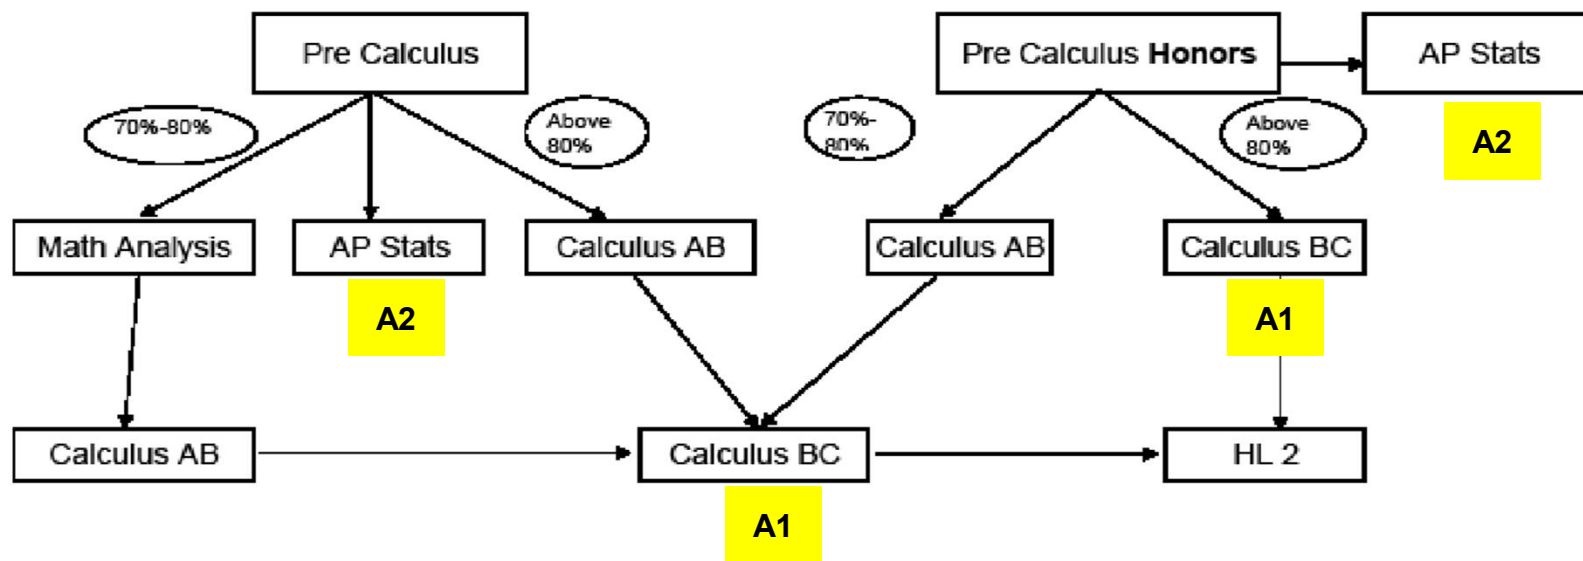 Pre Calculus
Pre Calculus Honors
AP Stats
70%-80%
Above
80%
70%-
80%
Above
80%
A2
Math Analysis
AP Stats
Calculus AB
Calculus AB
Calculus BC
A2
A1
Calculus AB
Calculus BC
HL 2
A1